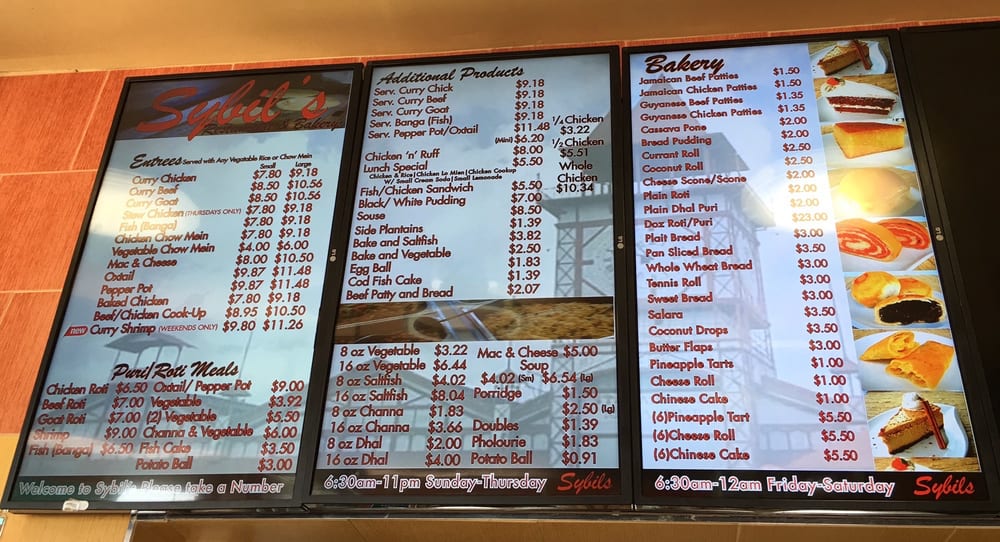 Sybil's
Restaurant & Bakery
Entrees Served with Any Vegetable Rice or Chow Mein
Small Large
Curry Chicken $7.80 $9.18
Curry Beef $8.50 $10.56
Curry Goat $8.50 $10.56
Stew Chicken (THURSDAYS ONLY) $7.80 $9.18
Fish (Banga) $7.80 $9.18
Chicken Chow Mein $7.80 $9.18
Vegetable Chow Mein $4.00 $6.00
Mac & Cheese $8.00 $10.50
Oxtail $9.87 $11.48
Pepper Pot $9.87 $11.48
Baked Chicken $7.80 $9.18
Beef/Chicken Cook-Up $8.95 $10.50
new Curry Shrimp (WEEKENDS ONLY) $9.80 $11.26
Puri/Roti Meals
Chicken Roti $6.50 Oxtail/ Pepper Pot $9.00
Beef Roti $7.00 Vegetable $3.92
Goat Roti $7.00 (2) Vegetable $5.50
Shrimp $9.00 Channa & Vegetable $6.00
Fish (Banga) $6.50 Fish Cake $3.50
Potato Ball $3.00
Welcome to Sybil's Please take a Number
Additional Products
Serv. Curry Chick $9.18
Serv. Curry Beef $9.18
Serv. Curry Goat $9.18
Serv. Banga (Fish) $9.18
Serv. Pepper Pot/Oxtail $11.48
(Mini) $6.20
Chicken 'n' Ruff $8.00
Lunch Special $5.50
Chicken & Rice | Chicken Lo Mien | Chicken Cookup
W/ Small Cream Soda | Small Lemonade
1/4 Chicken
$3.22
1/2 Chicken
$5.51
Whole
Chicken
$10.34
Fish/Chicken Sandwich $5.50
Black/ White Pudding $7.00
Souse $8.50
Side Plantains $1.39
Bake and Saltfish $3.82
Bake and Vegetable $2.50
Egg Ball $1.83
Cod Fish Cake $1.39
Beef Patty and Bread $2.07
8 oz Vegetable $3.22 Mac & Cheese $5.00
16 oz Vegetable $6.44 Soup
8 oz Saltfish $4.02 $4.02 (Sm) $6.54 (Lg)
16 oz Saltfish $8.04 Porridge $1.50
$2.50 (Lg)
8 oz Channa $1.83
16 oz Channa $3.66 Doubles $1.39
8 oz Dhal $2.00 Pholourie $1.83
16 oz Dhal $4.00 Potato Ball $0.91
6:30am-11pm Sunday-Thursday Sybils
LG
Bakery
Jamaican Beef Patties $1.50
Jamaican Chicken Patties $1.50
Guyanese Beef Patties $1.35
Guyanese Chicken Patties $1.35
Cassava Pone $2.00
Bread Pudding $2.00
Currant Roll $2.50
Coconut Roll $2.50
Cheese Scone/Scone $2.00
Plain Roti $2.00
Plain Dhal Puri $2.00
Doz Roti/Puri $23.00
Plait Bread $3.00
Pan Sliced Bread $3.50
Whole Wheat Bread $3.00
Tennis Roll $3.00
Sweet Bread $3.00
Salara $3.50
Coconut Drops $3.50
Butter Flaps $3.00
Pineapple Tarts $1.00
Cheese Roll $1.00
Chinese Cake $1.00
(6)Pineapple Tart $5.50
(6)Cheese Roll $5.50
(6)Chinese Cake $5.50
6:30am-12am Friday-Saturday Sybils
LG
LG